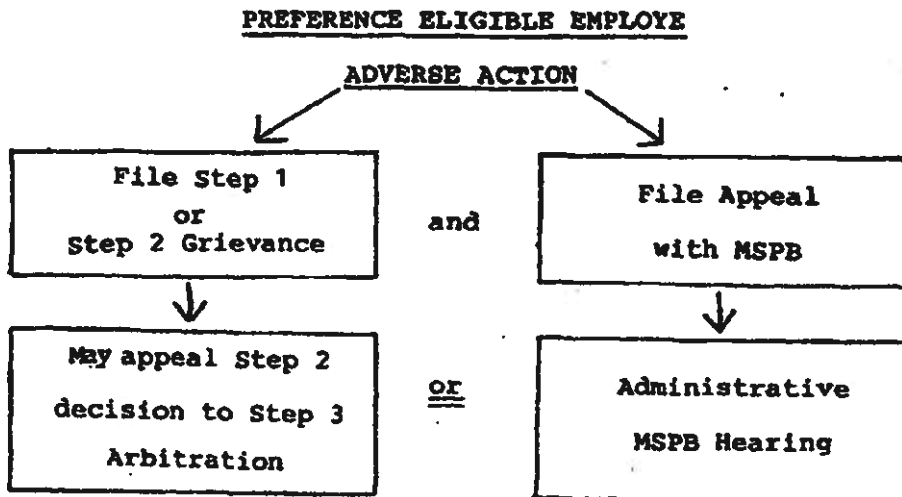 PREFERENCE ELIGIBLE EMPLOYE
ADVERSE ACTION
File Step 1
or
Step 2 Grievance
and
File Appeal
with MSPB
May appeal Step 2
decision to Step 3
Arbitration
or
Administrative
MSPB Hearing